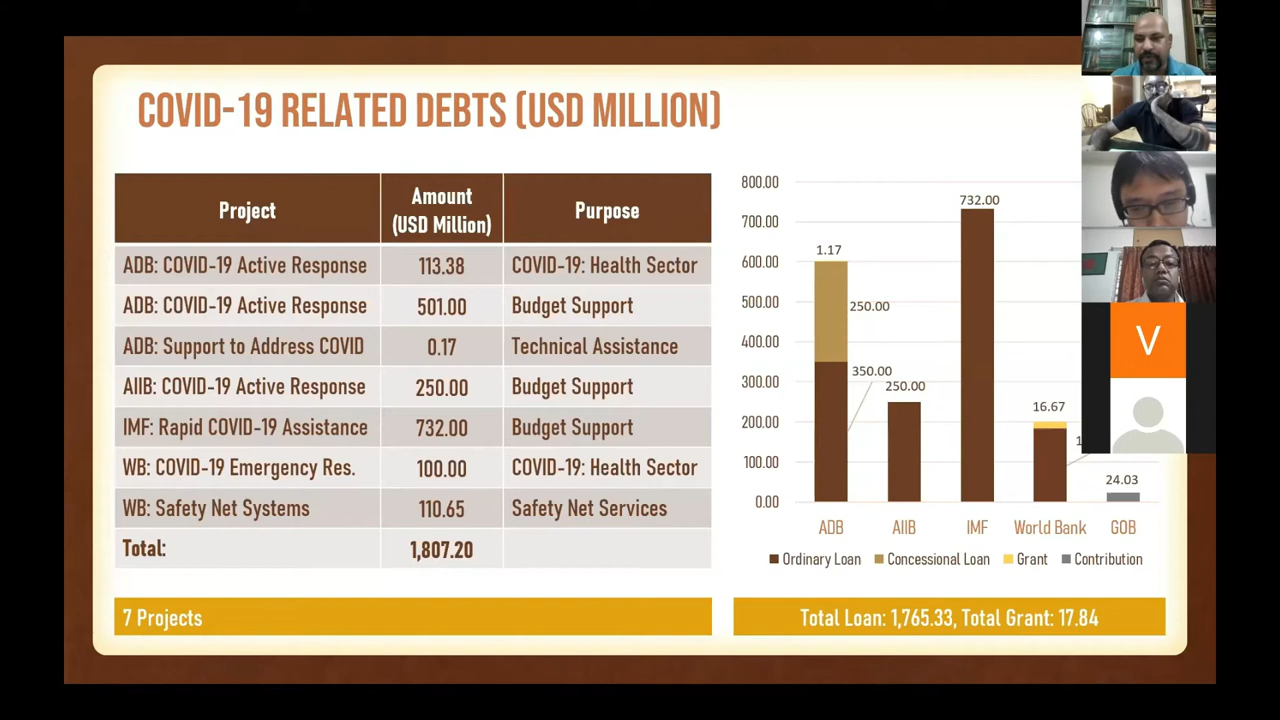 COVID-19 RELATED DEBTS (USD MILLION)
Project Amount (USD Million) Purpose
ADB: COVID-19 Active Response 113.38 COVID-19: Health Sector
ADB: COVID-19 Active Response 501.00 Budget Support
ADB: Support to Address COVID 0.17 Technical Assistance
AIIB: COVID-19 Active Response 250.00 Budget Support
IMF: Rapid COVID-19 Assistance 732.00 Budget Support
WB: COVID-19 Emergency Res. 100.00 COVID-19: Health Sector
WB: Safety Net Systems 110.65 Safety Net Services
Total: 1,807.20
7 Projects
800.00
700.00
600.00
500.00
400.00
300.00
200.00
100.00
0.00
1.17
250.00
350.00
250.00
732.00
16.67
24.03
ADB AIIB IMF World Bank GOB
Ordinary Loan Concessional Loan Grant Contribution
Total Loan: 1,765.33, Total Grant: 17.84
V